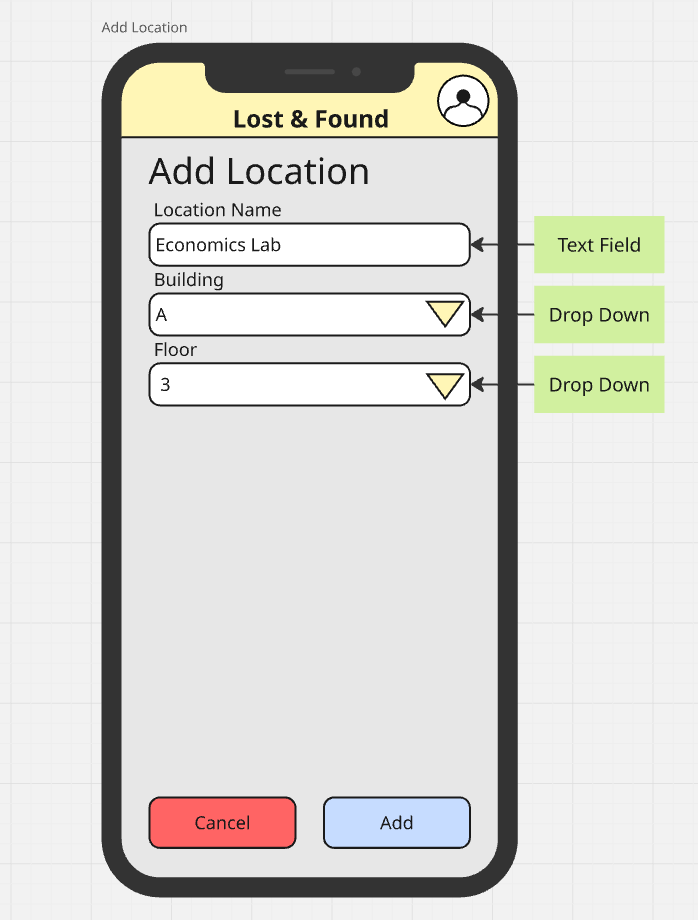 Add Location
Lost & Found
Add Location
Location Name
Economics Lab
Text Field
Building
A
Drop Down
Floor
3
Drop Down
Cancel
Add